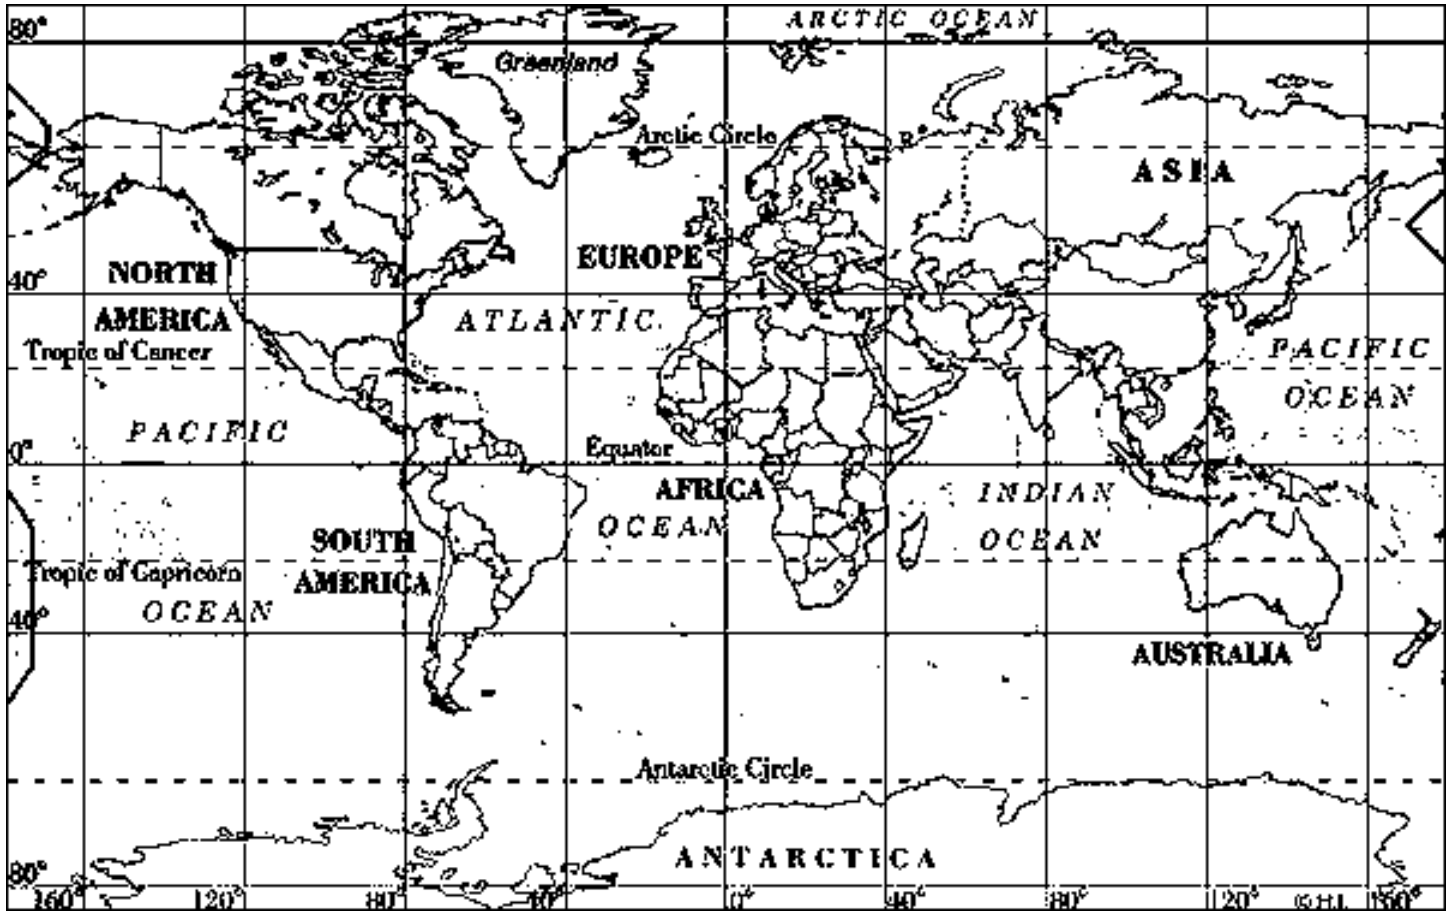 ARCTIC OCEAN
80°
Greenland
Arctic Circle
ASIA
EUROPE
NORTH
40°
AMERICA
ATLANTIC
Tropic of Cancer
PACIFIC
OCEAN
PACIFIC
Equator
0°
AFRICA
INDIAN
OCEAN
SOUTH
OCEAN
Tropic of Capricorn
AMERICA
OCEAN
40°
AUSTRALIA
Antarctic Circle
ANTARCTICA
80°
160° 120° 80° 40° 0° 40° 80° 120° 160°